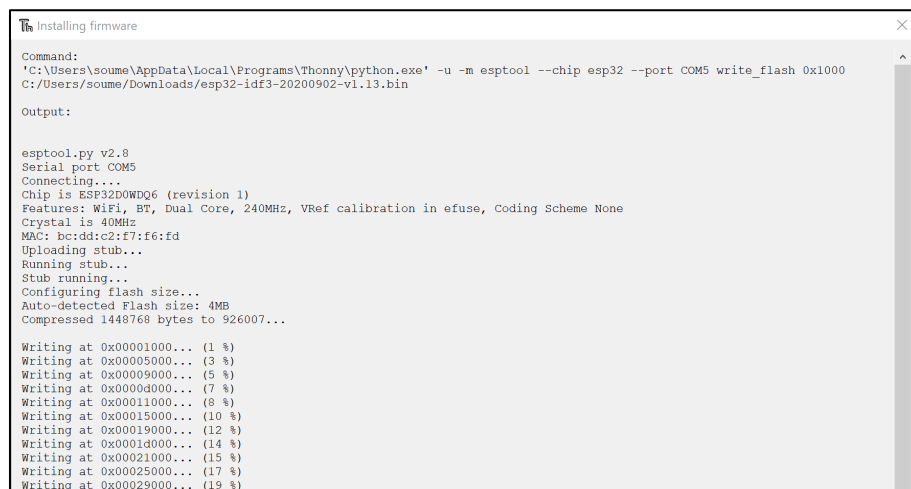 Th Installing firmware
Command:
'C:\Users\soume\AppData\Local\Programs\Thonny\python.exe' -u -m esptool --chip esp32 --port COM5 write_flash 0x1000
C:/Users/soume/Downloads/esp32-idf3-20200902-v1.13.bin
Output:
esptool.py v2.8
Serial port COM5
Connecting....
Chip is ESP32D0WDQ6 (revision 1)
Features: WiFi, BT, Dual Core, 240MHz, VRef calibration in efuse, Coding Scheme None
Crystal is 40MHz
MAC: bc:dd:c2:f7:f6:fd
Uploading stub...
Running stub...
Stub running...
Configuring flash size...
Auto-detected Flash size: 4MB
Compressed 1448768 bytes to 926007...
Writing at 0x00001000... (1 %)
Writing at 0x00005000... (3 %)
Writing at 0x00009000... (5 %)
Writing at 0x0000d000... (7 %)
Writing at 0x00011000... (8 %)
Writing at 0x00015000... (10 %)
Writing at 0x00019000... (12 %)
Writing at 0x0001d000... (14 %)
Writing at 0x00021000... (15 %)
Writing at 0x00025000... (17 %)
Writing at 0x00029000... (19 %)